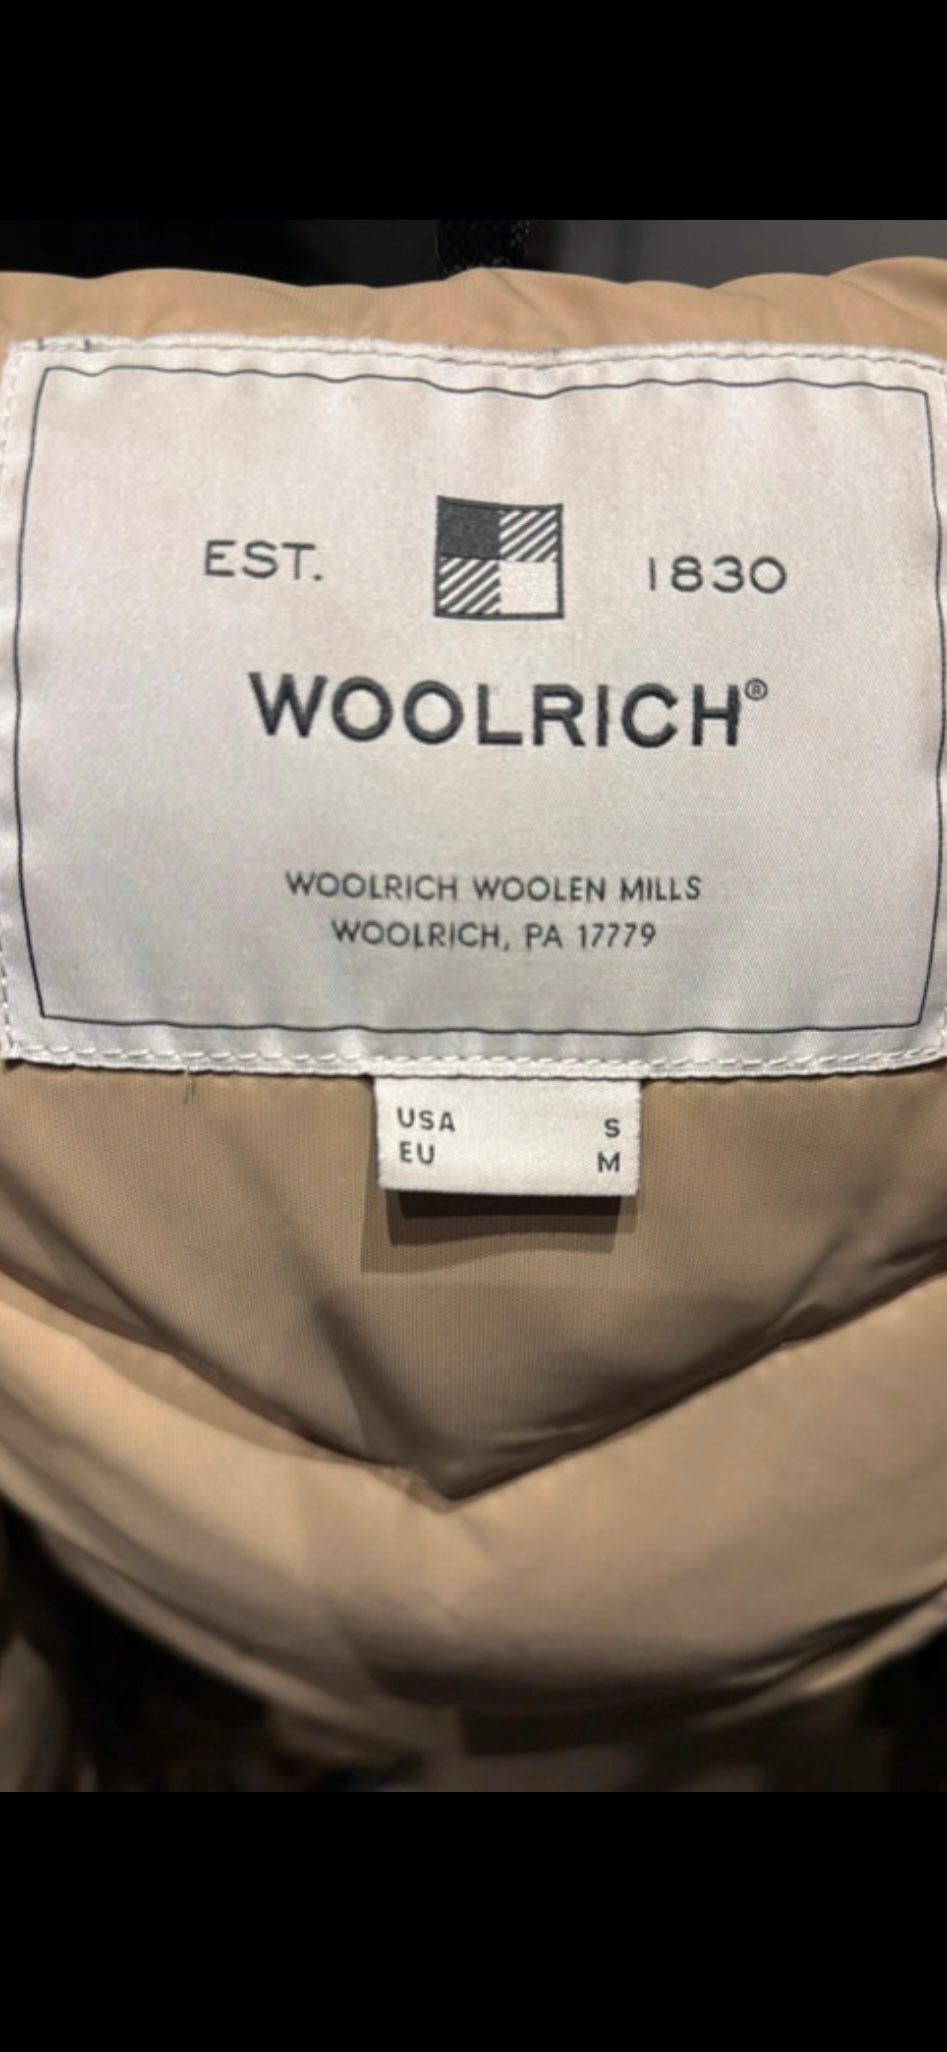 EST. 1830
WOOLRICH®
WOOLRICH WOOLEN MILLS
WOOLRICH, PA 17779
USA S
EU M